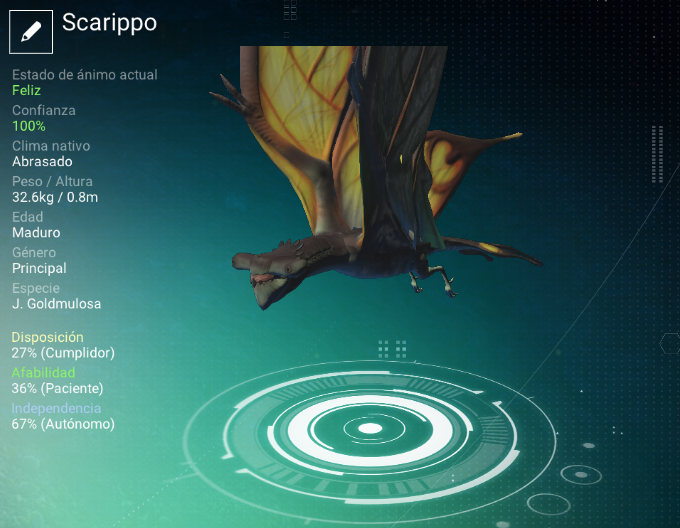 Scarippo
Estado de ánimo actual
Feliz
Confianza
100%
Clima nativo
Abrasado
Peso / Altura
32.6kg / 0.8m
Edad
Maduro
Género
Principal
Especie
J. Goldmulosa
Disposición
27% (Cumplidor)
Afabilidad
36% (Paciente)
Independencia
67% (Autónomo)